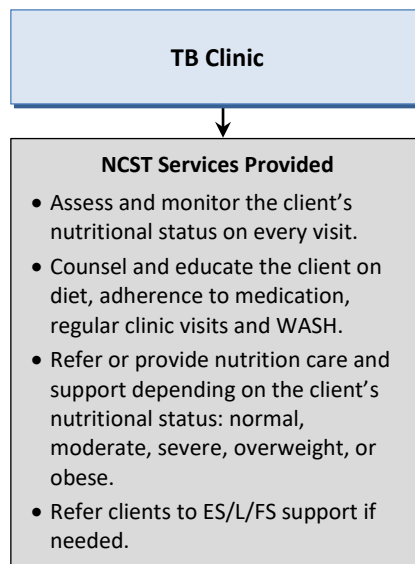 TB Clinic
NCST Services Provided
• Assess and monitor the client’s
nutritional status on every visit.
• Counsel and educate the client on
diet, adherence to medication,
regular clinic visits and WASH.
• Refer or provide nutrition care and
support depending on the client’s
nutritional status: normal,
moderate, severe, overweight, or
obese.
• Refer clients to ES/L/FS support if
needed.